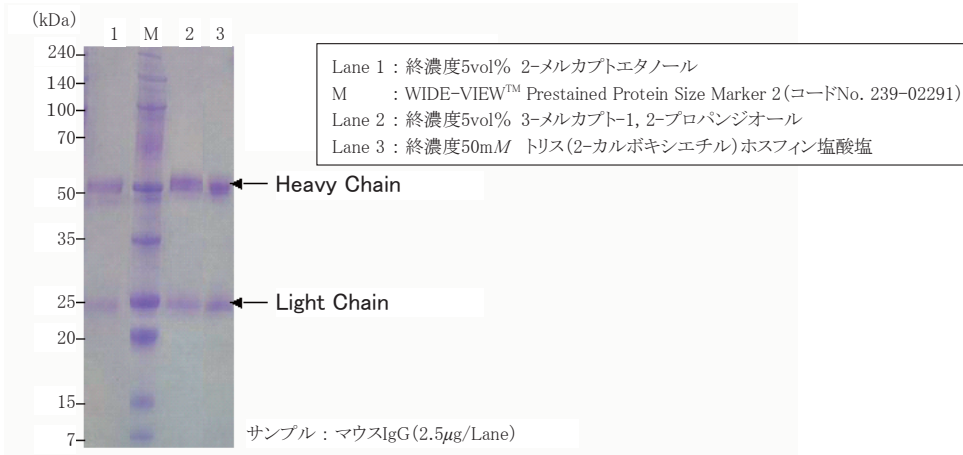 (kDa)
1 M 2 3
240
140
100
70
50
35
25
20
15
7
Lane 1 : 終濃度5vol% 2-メルカプトエタノール
M : WIDE-VIEW™ Prestained Protein Size Marker 2(コードNo. 239-02291)
Lane 2 : 終濃度5vol% 3-メルカプト-1, 2-プロパンジオール
Lane 3 : 終濃度50mM トリス(2-カルボキシエチル)ホスフィン塩酸塩
Heavy Chain
Light Chain
サンプル : マウスIgG(2.5μg/Lane)